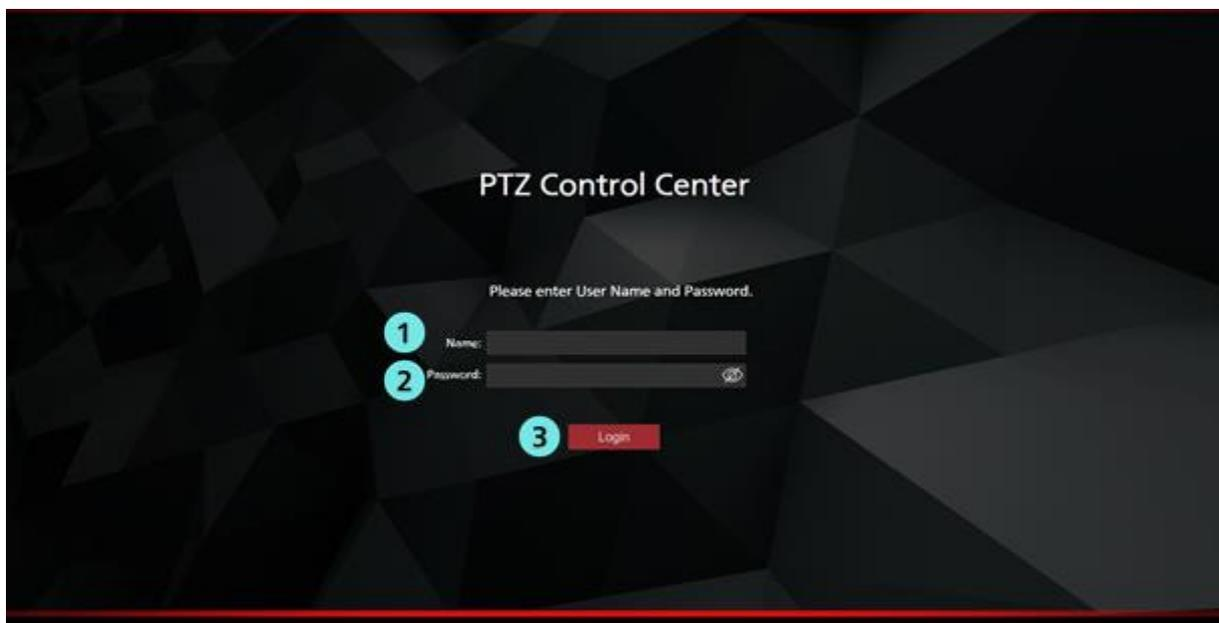 PTZ Control Center
Please enter User Name and Password.
1 Name:
2 Password:
3 Login